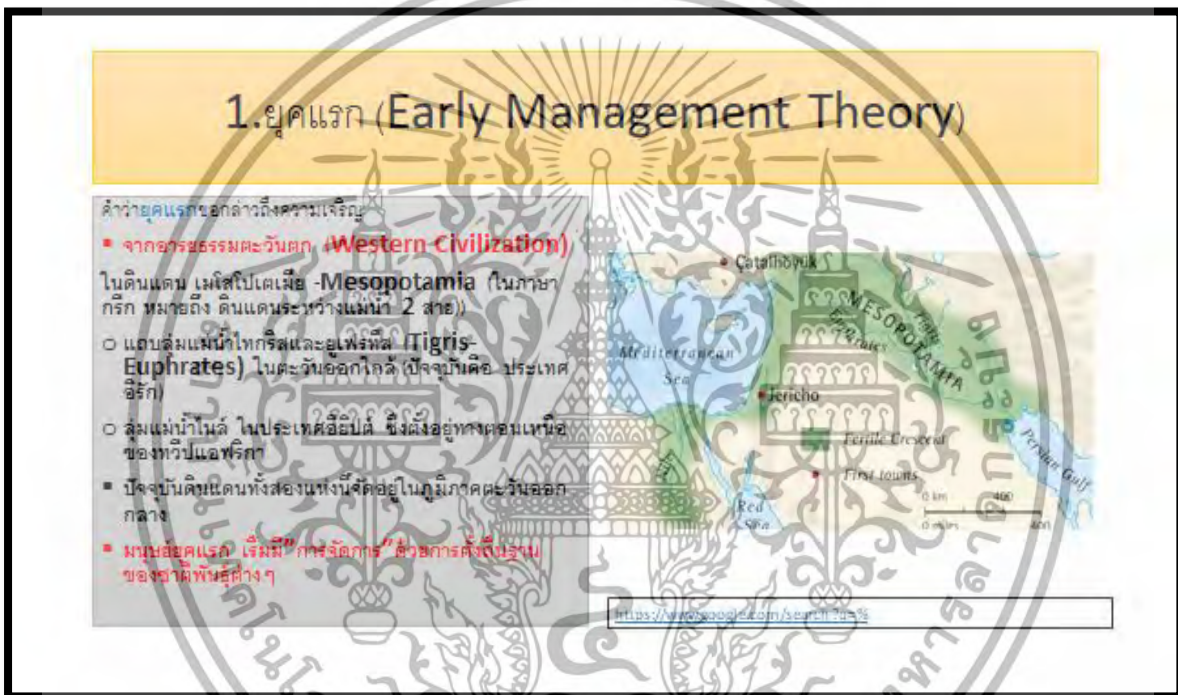 1.ยุคแรก (Early Management Theory)
คำว่ายุคแรกขอกล่าวถึงความเจริญ
▪ จากอารยธรรมตะวันตก (Western Civilization)
ในดินแดน เมโสโปเตเมีย -Mesopotamia (ในภาษา
กรีก หมายถึง ดินแดนระหว่างแม่น้ำ 2 สาย))
○ แถบลุ่มแม่น้ำไทกริสและยูเฟรทีส (Tigris-
Euphrates) ในตะวันออกใกล้ (ปัจจุบันคือ ประเทศ
อิรัก)
○ ลุ่มแม่น้ำไนล์ ในประเทศอียิปต์ ซึ่งตั้งอยู่ทางตอนเหนือ
ของทวีปแอฟริกา
▪ ปัจจุบันดินแดนทั้งสองแห่งนี้จัดอยู่ในภูมิภาคตะวันออก
กลาง
▪ มนุษย์ยุคแรก เริ่มมี"การจัดการ"ด้วยการตั้งถิ่นฐาน
ของชาติพันธุ์ต่างๆ
Çatalhöyük
MESOPOTAMIA
Tigris
Euphrates
Mediterranean
Sea
Jericho
Fertile Crescent
First towns
Persian Gulf
Nile
Red
Sea
0 km 400
0 miles 400
https://www.google.com/search?q=%